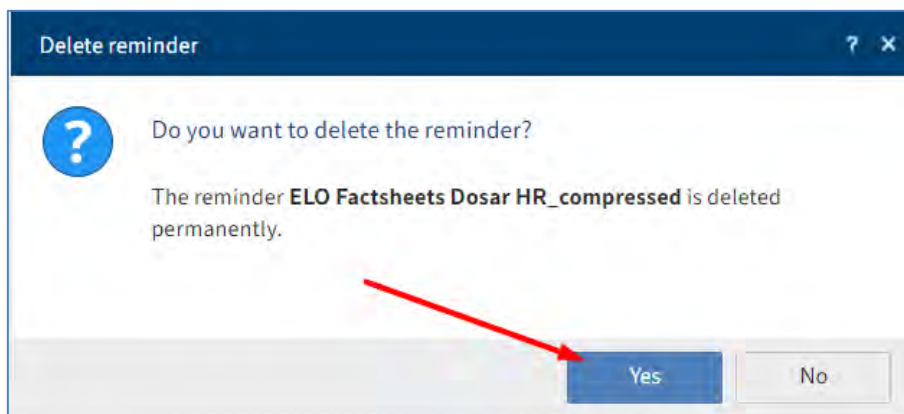 Delete reminder ? ×
Do you want to delete the reminder?
The reminder ELO Factsheets Dosar HR_compressed is deleted
permanently.
Yes No